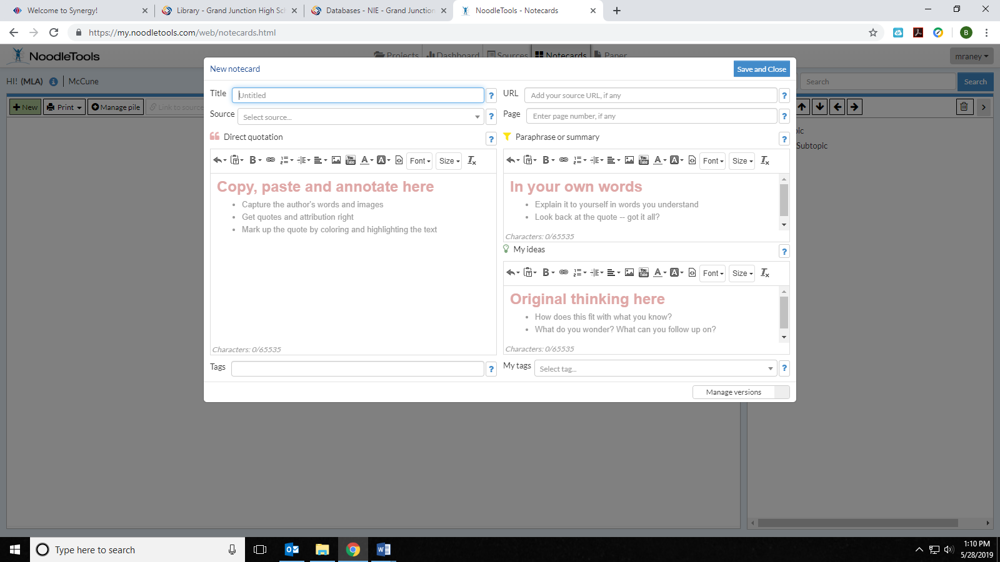 Welcome to Synergy!
Library - Grand Junction High Sch
Databases - NIE - Grand Junction
NoodleTools - Notecards
https://my.noodletools.com/web/notecards.html
B
NoodleTools
Projects
Dashboard
Sources
Notecards
Paper
mraney
HI! (MLA)
McCune
Search
Search
New
Print
Manage pile
Link to source
New notecard
Save and Close
Title
Untitled
?
URL
Add your source URL, if any
?
Source
Select source...
?
Page
Enter page number, if any
?
Direct quotation
?
Paraphrase or summary
?
Font
Size
Font
Size
Copy, paste and annotate here
Capture the author's words and images
Get quotes and attribution right
Mark up the quote by coloring and highlighting the text
Characters: 0/65535
In your own words
Explain it to yourself in words you understand
Look back at the quote -- got it all?
Characters: 0/65535
My ideas
?
Font
Size
Original thinking here
How does this fit with what you know?
What do you wonder? What can you follow up on?
Characters: 0/65535
Tags
?
My tags
Select tag...
?
Manage versions
pic
Subtopic
Type here to search
1:10 PM
5/28/2019